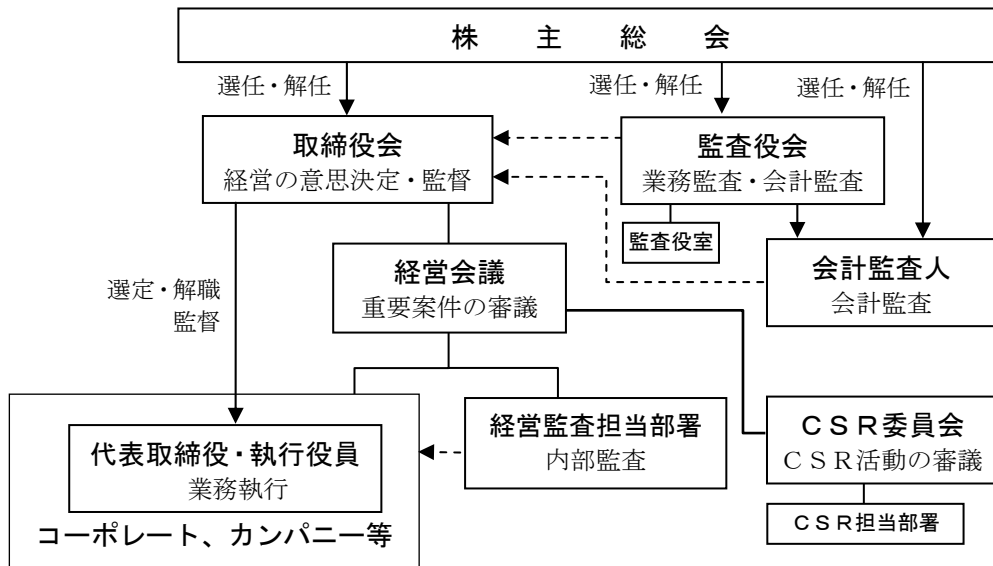 株主総会
選任・解任
選任・解任
選任・解任
取締役会
経営の意思決定・監督
監査役会
業務監査・会計監査
監査役室
会計監査人
会計監査
経営会議
重要案件の審議
選定・解職
監督
代表取締役・執行役員
業務執行
コーポレート、カンパニー等
経営監査担当部署
内部監査
ＣＳＲ委員会
ＣＳＲ活動の審議
ＣＳＲ担当部署